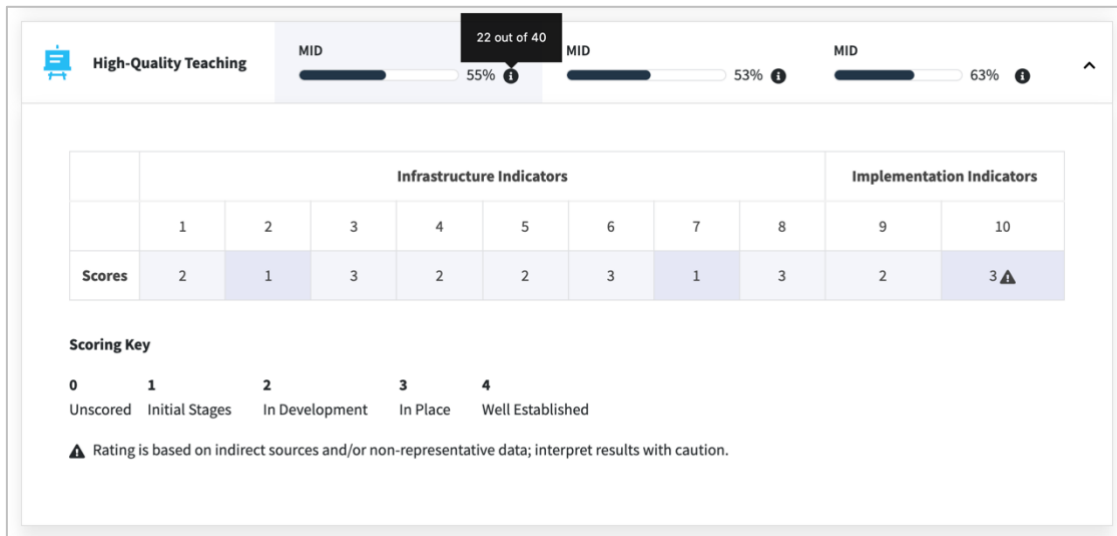 22 out of 40
High-Quality Teaching
MID
55%
MID
53%
MID
63%
Infrastructure Indicators Implementation Indicators
1 2 3 4 5 6 7 8 9 10
Scores 2 1 3 2 2 3 1 3 2 3
Scoring Key
0 1 2 3 4
Unscored Initial Stages In Development In Place Well Established
Rating is based on indirect sources and/or non-representative data; interpret results with caution.